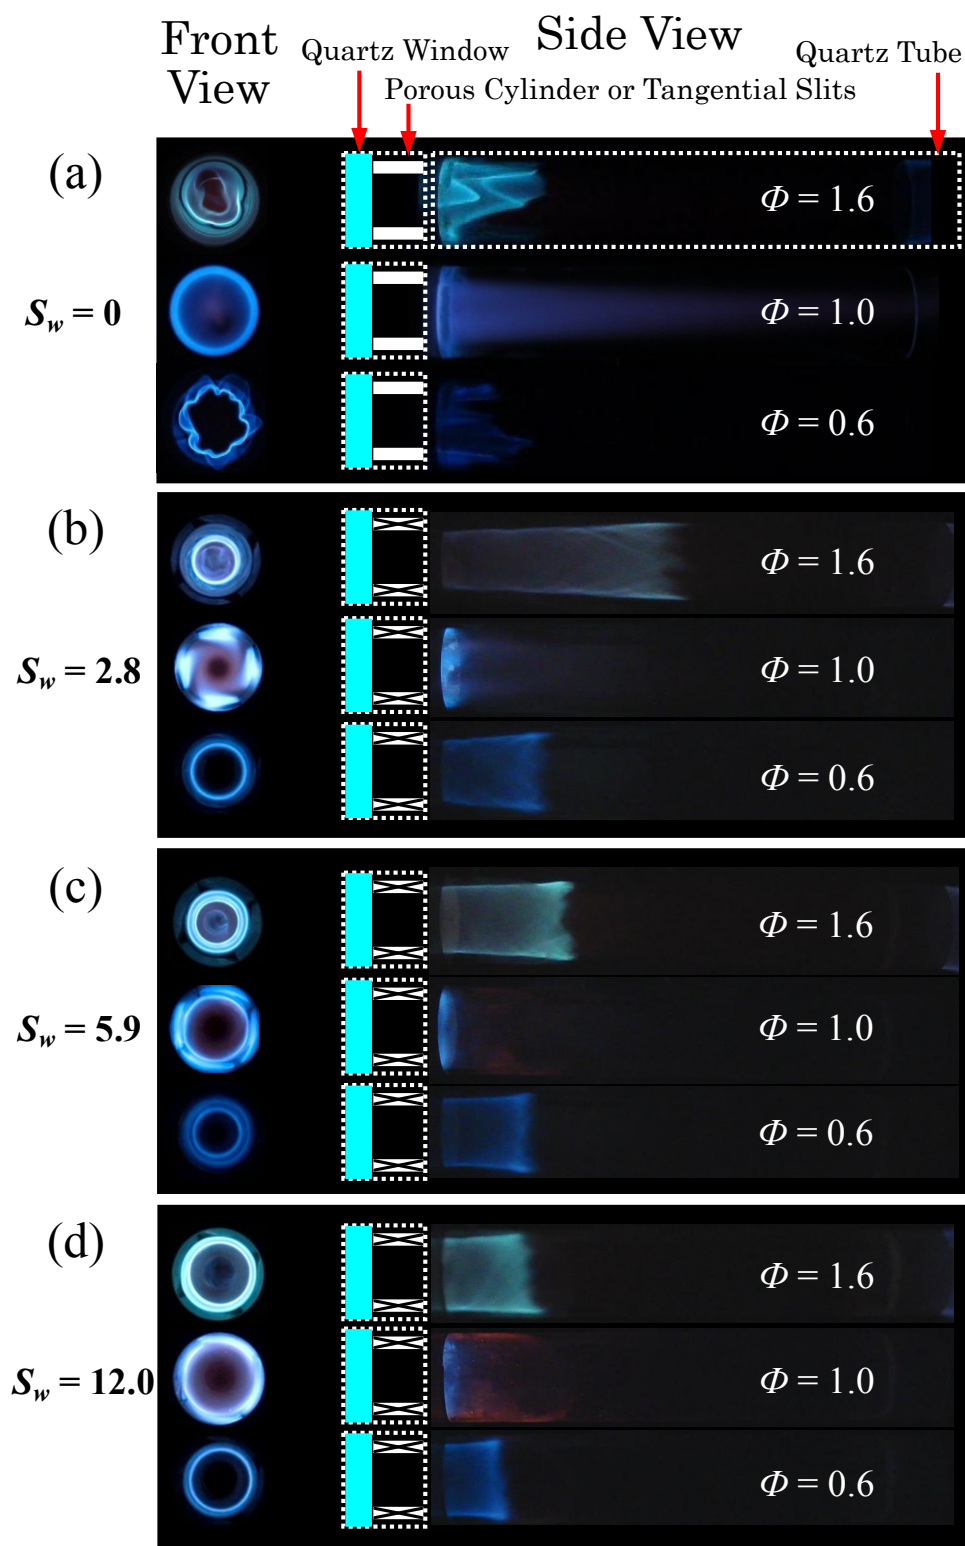 Front View
Side View
Quartz Window
Quartz Tube
Porous Cylinder or Tangential Slits
(a)
Φ = 1.6
S_w = 0
Φ = 1.0
Φ = 0.6
(b)
Φ = 1.6
S_w = 2.8
Φ = 1.0
Φ = 0.6
(c)
Φ = 1.6
S_w = 5.9
Φ = 1.0
Φ = 0.6
(d)
Φ = 1.6
S_w = 12.0
Φ = 1.0
Φ = 0.6